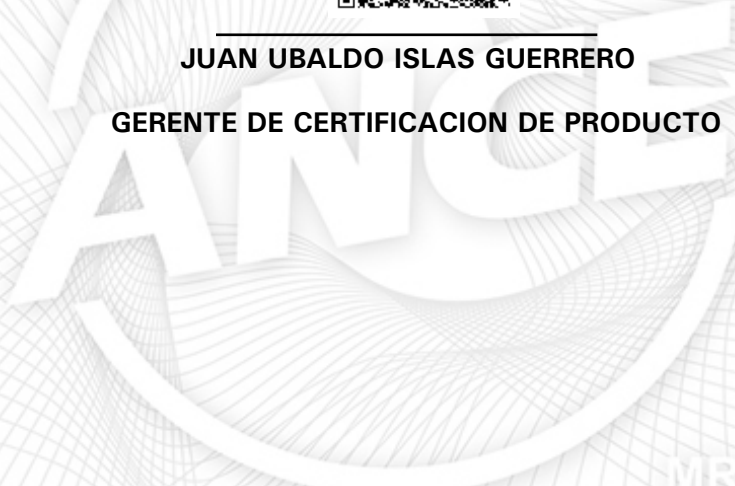 JUAN UBALDO ISLAS GUERRERO
GERENTE DE CERTIFICACION DE PRODUCTO
ANCE
MR